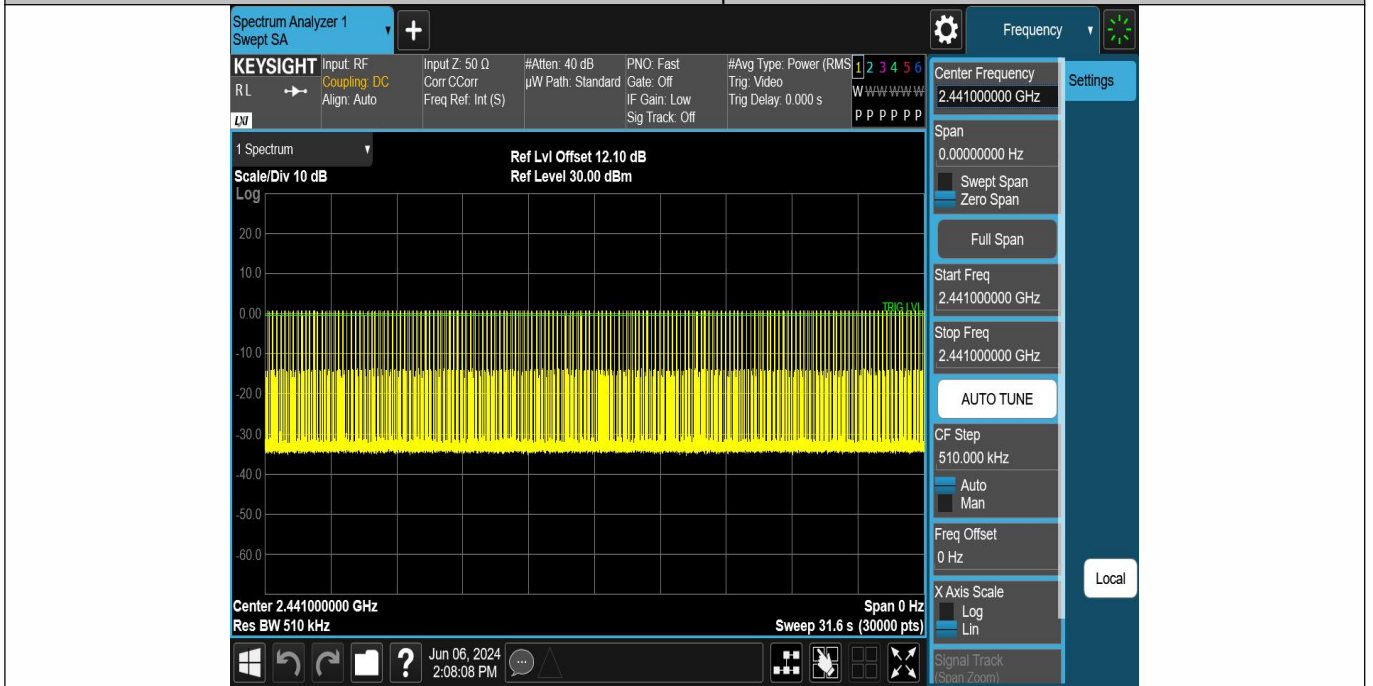 Spectrum Analyzer 1
Swept SA
+
Frequency
KEYSIGHT
RL
LXI
Input: RF
Coupling: DC
Align: Auto
Input Z: 50 Ω
Corr CCorr
Freq Ref: Int (S)
#Atten: 40 dB
µW Path: Standard
PNO: Fast
Gate: Off
IF Gain: Low
Sig Track: Off
#Avg Type: Power (RMS
Trig: Video
Trig Delay: 0.000 s
1 2 3 4 5 6
W W W W W W
P P P P P P
1 Spectrum
Scale/Div 10 dB
Log
Ref Lvl Offset 12.10 dB
Ref Level 30.00 dBm
20.0
10.0
0.00
-10.0
-20.0
-30.0
-40.0
-50.0
-60.0
TRIG LVL
Center 2.441000000 GHz
Res BW 510 kHz
Span 0 Hz
Sweep 31.6 s (30000 pts)
Center Frequency
2.441000000 GHz
Settings
Span
0.00000000 Hz
Swept Span
Zero Span
Full Span
Start Freq
2.441000000 GHz
Stop Freq
2.441000000 GHz
AUTO TUNE
CF Step
510.000 kHz
Auto
Man
Freq Offset
0 Hz
X Axis Scale
Log
Lin
Signal Track
(Span Zoom)
Local
?
Jun 06, 2024
2:08:08 PM